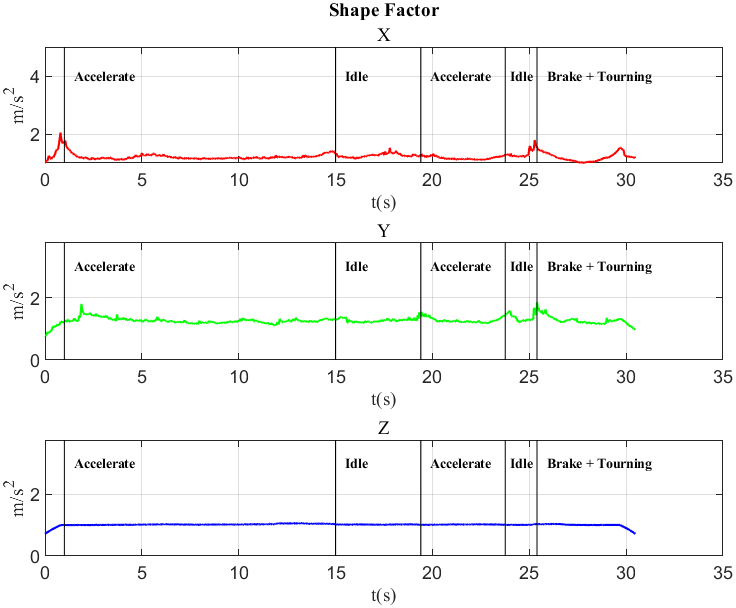 Shape Factor
X
m/s²
4
2
Accelerate Idle Accelerate Idle Brake + Tourning
0 5 10 15 20 25 30 35
t(s)
Y
m/s²
2
0
Accelerate Idle Accelerate Idle Brake + Tourning
0 5 10 15 20 25 30 35
t(s)
Z
m/s²
2
0
Accelerate Idle Accelerate Idle Brake + Tourning
0 5 10 15 20 25 30 35
t(s)